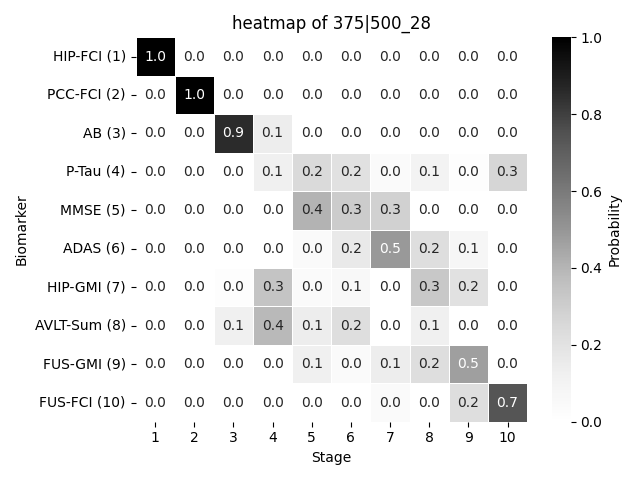 heatmap of 375|500_28
HIP-FCI (1) 1.0 0.0 0.0 0.0 0.0 0.0 0.0 0.0 0.0 0.0
PCC-FCI (2) 0.0 1.0 0.0 0.0 0.0 0.0 0.0 0.0 0.0 0.0
AB (3) 0.0 0.0 0.9 0.1 0.0 0.0 0.0 0.0 0.0 0.0
P-Tau (4) 0.0 0.0 0.0 0.1 0.2 0.2 0.0 0.1 0.0 0.3
MMSE (5) 0.0 0.0 0.0 0.0 0.4 0.3 0.3 0.0 0.0 0.0
ADAS (6) 0.0 0.0 0.0 0.0 0.0 0.2 0.5 0.2 0.1 0.0
HIP-GMI (7) 0.0 0.0 0.0 0.3 0.0 0.1 0.0 0.3 0.2 0.0
AVLT-Sum (8) 0.0 0.0 0.1 0.4 0.1 0.2 0.0 0.1 0.0 0.0
FUS-GMI (9) 0.0 0.0 0.0 0.0 0.1 0.0 0.1 0.2 0.5 0.0
FUS-FCI (10) 0.0 0.0 0.0 0.0 0.0 0.0 0.0 0.0 0.2 0.7
1 2 3 4 5 6 7 8 9 10
Stage
Biomarker
1.0
0.8
0.6
0.4
0.2
0.0
Probability